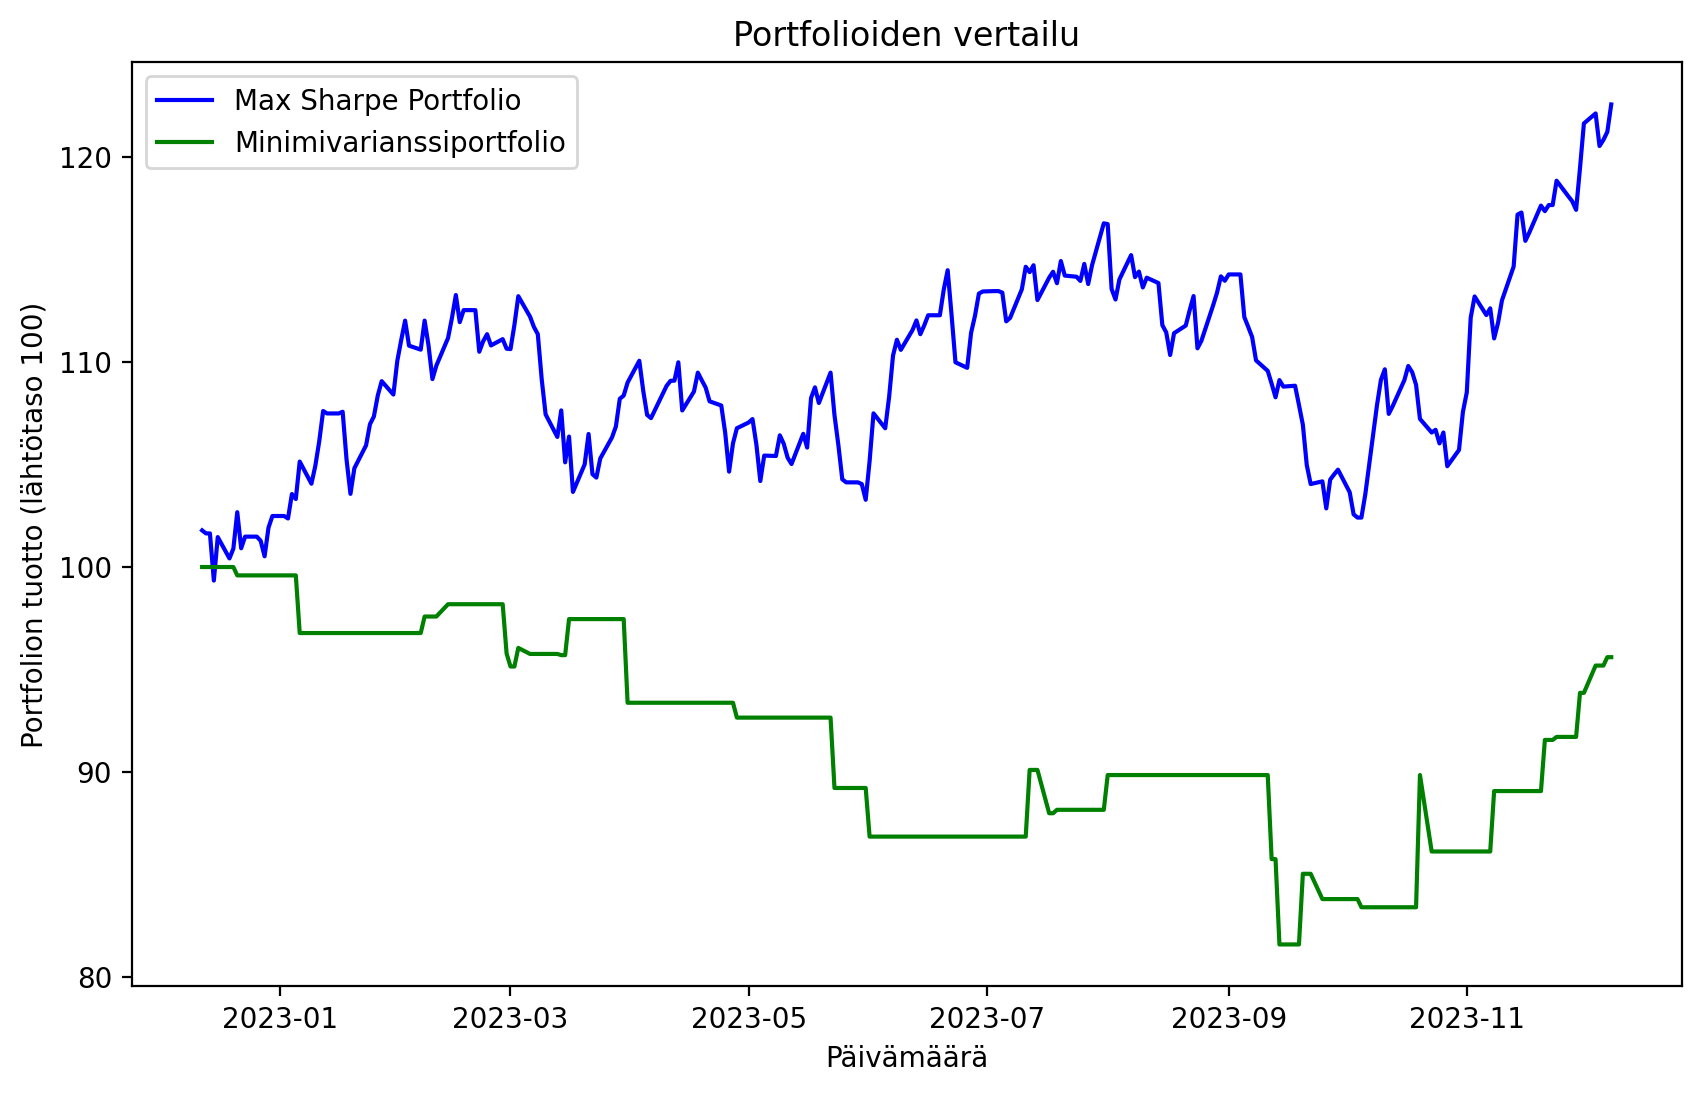 Portfolioiden vertailu
Max Sharpe Portfolio
Minimivarianssiportfolio
Portfolion tuotto (lähtötaso 100)
120
110
100
90
80
2023-01
2023-03
2023-05
2023-07
2023-09
2023-11
Päivämäärä